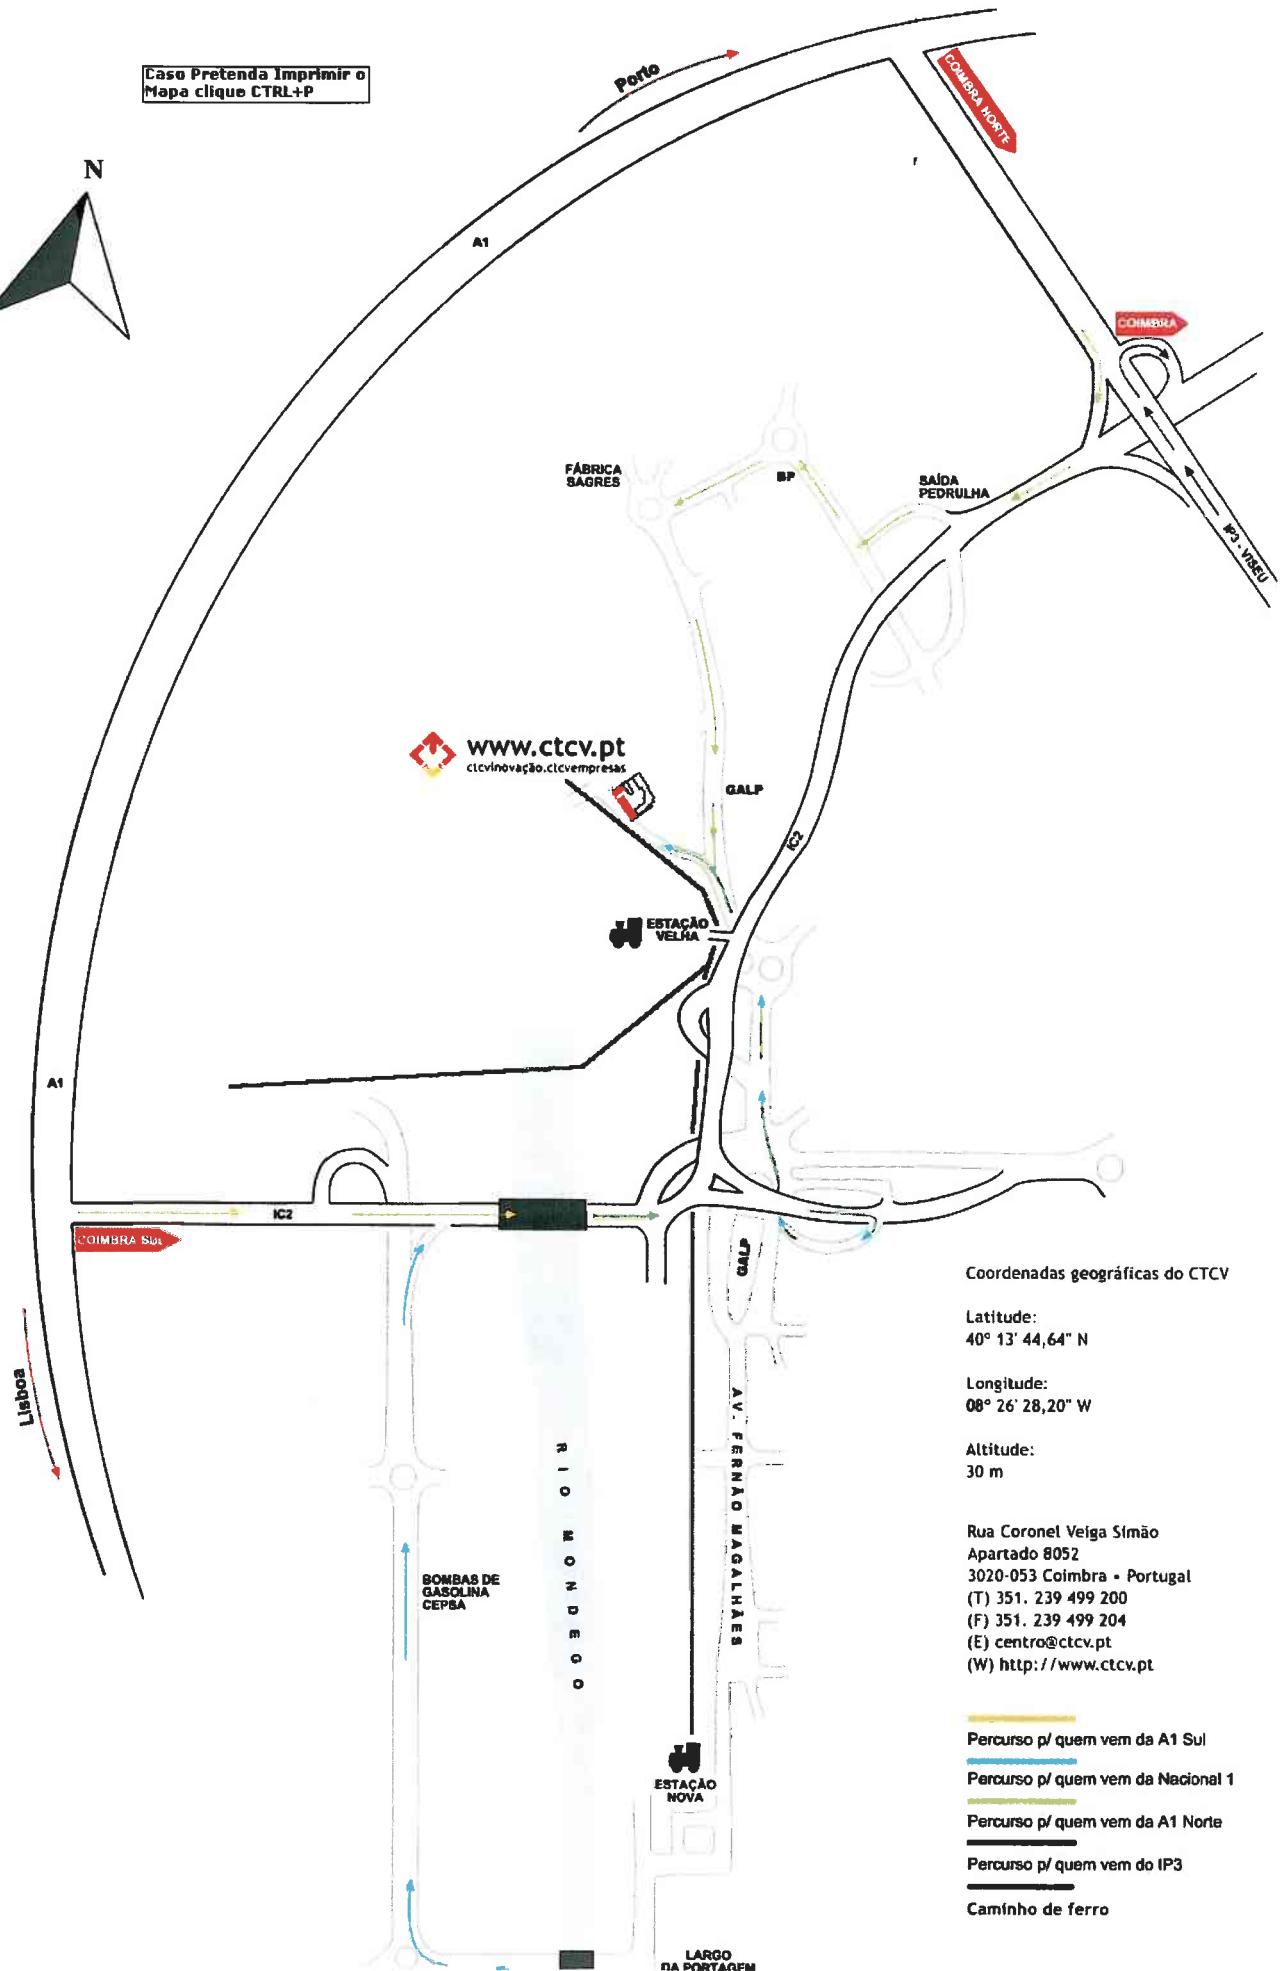 Caso Pretenda Imprimir o
Mapa clique CTRL+P
Porto
COIMBRA NORTE
N
A1
COIMBRA
FÁBRICA
SAGRES
BP
SAÍDA
PEDRULHA
IP3 - VISEU
www.ctcv.pt
ctcvinovação.ctcvempresas
GALP
IC2
ESTAÇÃO
VELHA
A1
IC2
COIMBRA SUL
GALP
Lisboa
Coordenadas geográficas do CTCV
Latitude:
40° 13' 44,64" N
Longitude:
08° 26' 28,20" W
Altitude:
30 m
AV. FERNÃO MAGALHÃES
RIO MONDEGO
Rua Coronel Veiga Simão
Apartado 8052
3020-053 Coimbra - Portugal
(T) 351. 239 499 200
(F) 351. 239 499 204
(E) centro@ctcv.pt
(W) http://www.ctcv.pt
BOMBAS DE
GASOLINA
CEPSA
Percurso p/ quem vem da A1 Sul
Percurso p/ quem vem da Nacional 1
Percurso p/ quem vem da A1 Norte
Percurso p/ quem vem do IP3
Caminho de ferro
ESTAÇÃO
NOVA
LARGO
DA PORTAGEM